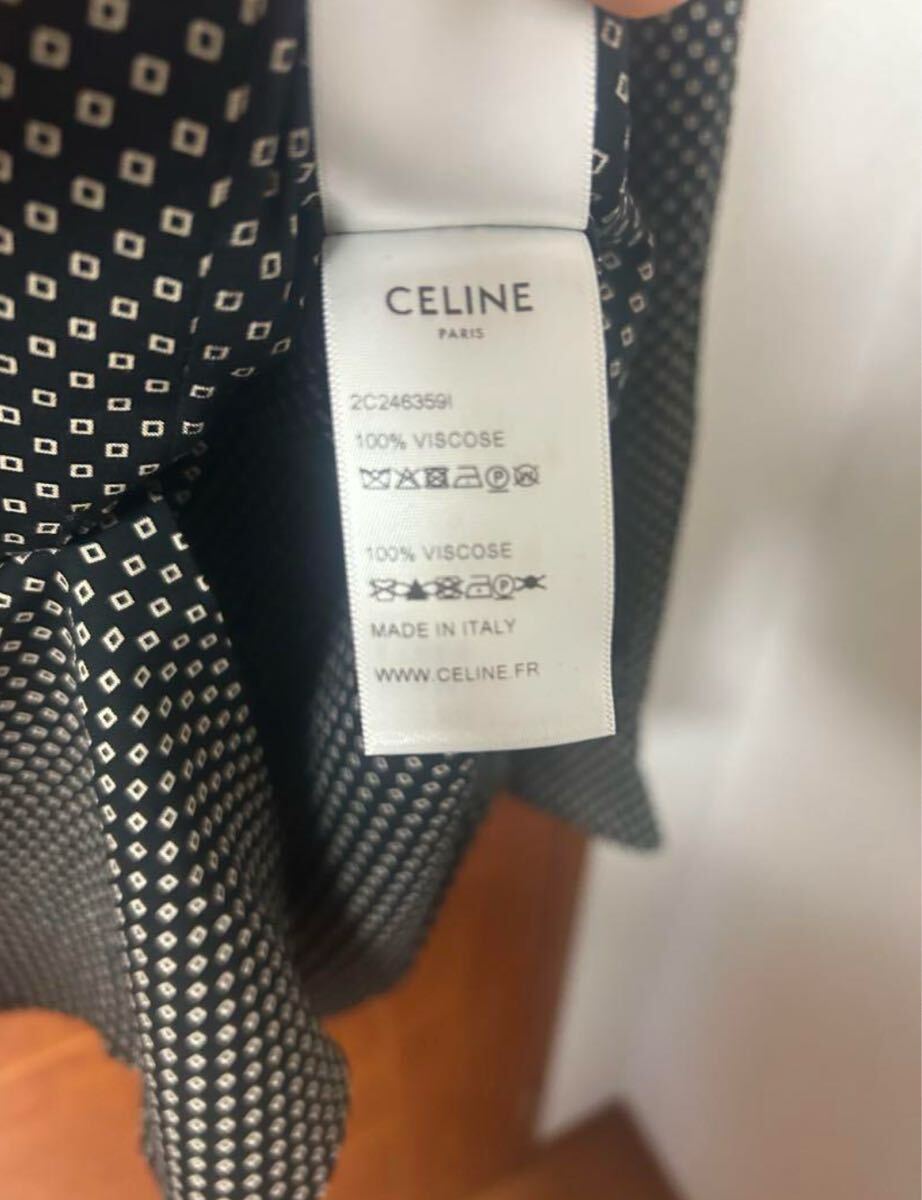 CELINE
PARIS
2C246359I
100% VISCOSE
P W
100% VISCOSE
P
MADE IN ITALY
WWW.CELINE.FR